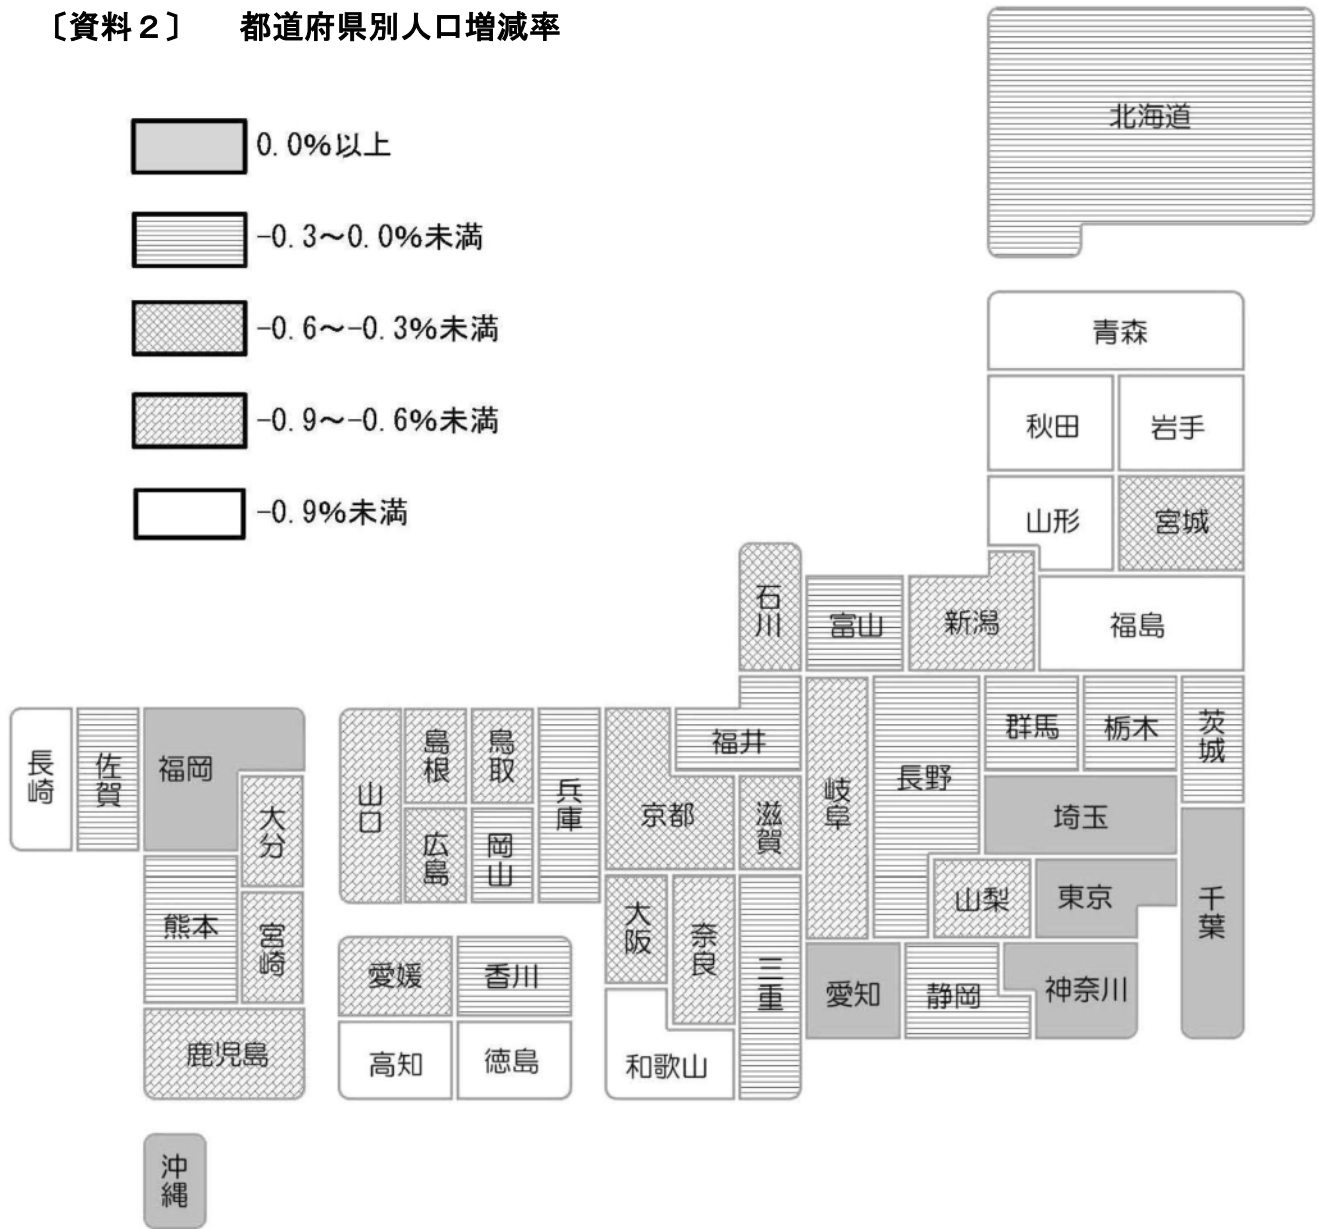 〔資料２〕 都道府県別人口増減率
0.0%以上
-0.3～0.0%未満
-0.6～-0.3%未満
-0.9～-0.6%未満
-0.9%未満
北海道
青森
秋田
岩手
山形
宮城
石川
富山
新潟
福島
長崎
佐賀
福岡
大分
熊本
宮崎
鹿児島
沖縄
山口
島根
鳥取
広島
岡山
兵庫
京都
福井
滋賀
岐阜
長野
群馬
栃木
茨城
埼玉
山梨
東京
千葉
愛媛
香川
高知
徳島
大阪
奈良
和歌山
三重
愛知
静岡
神奈川